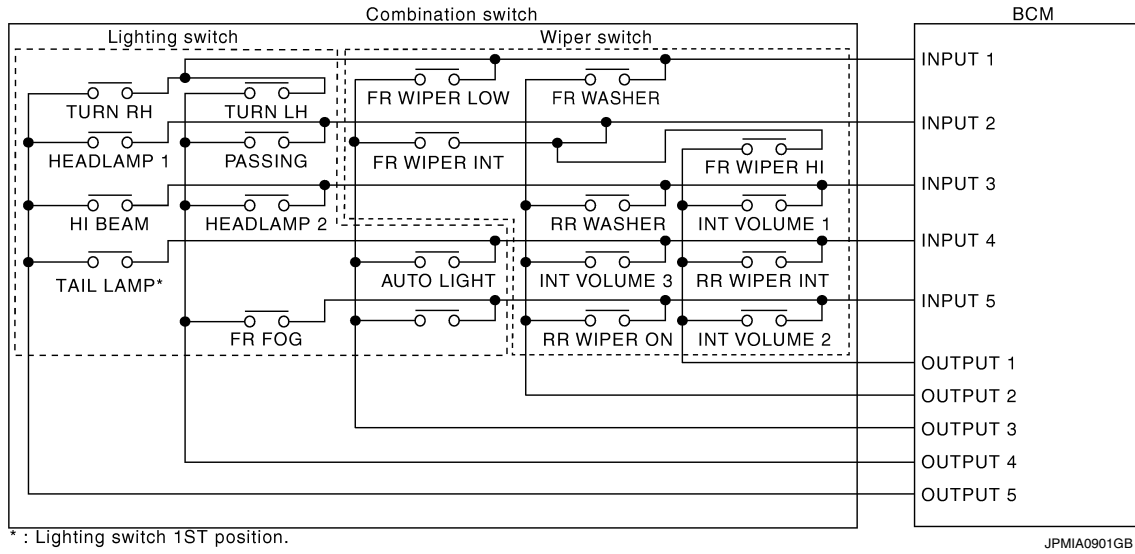 Combination switch
BCM
Lighting switch
Wiper switch
INPUT 1
FR WIPER LOW
FR WASHER
TURN RH
TURN LH
INPUT 2
HEADLAMP 1
PASSING
FR WIPER INT
FR WIPER HI
INPUT 3
HI BEAM
HEADLAMP 2
RR WASHER
INT VOLUME 1
INPUT 4
TAIL LAMP*
AUTO LIGHT
INT VOLUME 3
RR WIPER INT
INPUT 5
FR FOG
RR WIPER ON
INT VOLUME 2
OUTPUT 1
OUTPUT 2
OUTPUT 3
OUTPUT 4
OUTPUT 5
* : Lighting switch 1ST position.
JPMIA0901GB